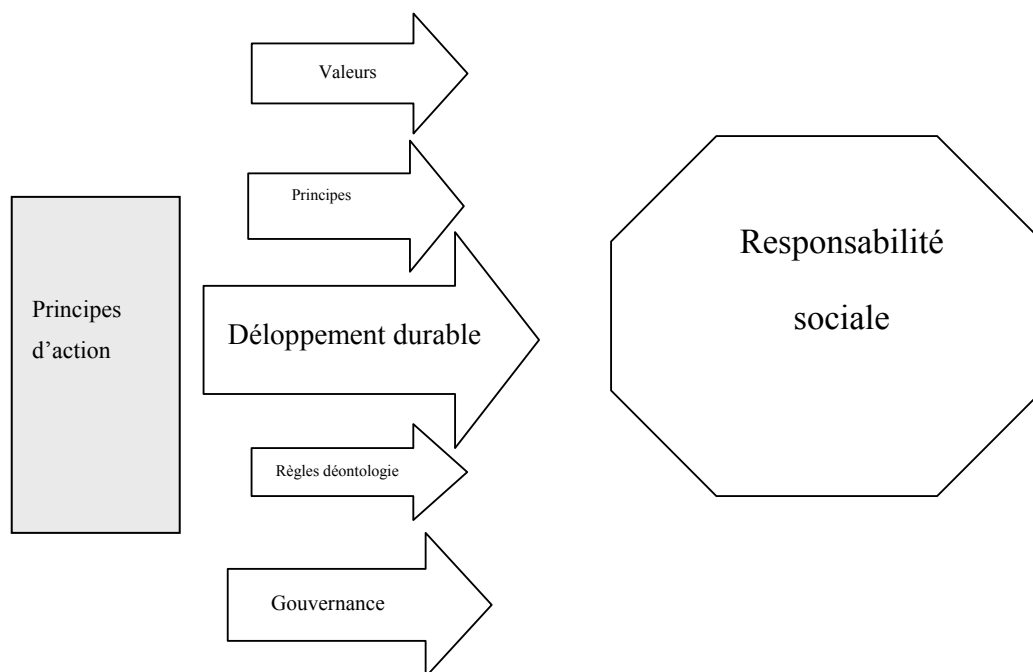 Valeurs
Principes
Principes
d’action
Responsabilité
sociale
Déloppement durable
Règles déontologie
Gouvernance